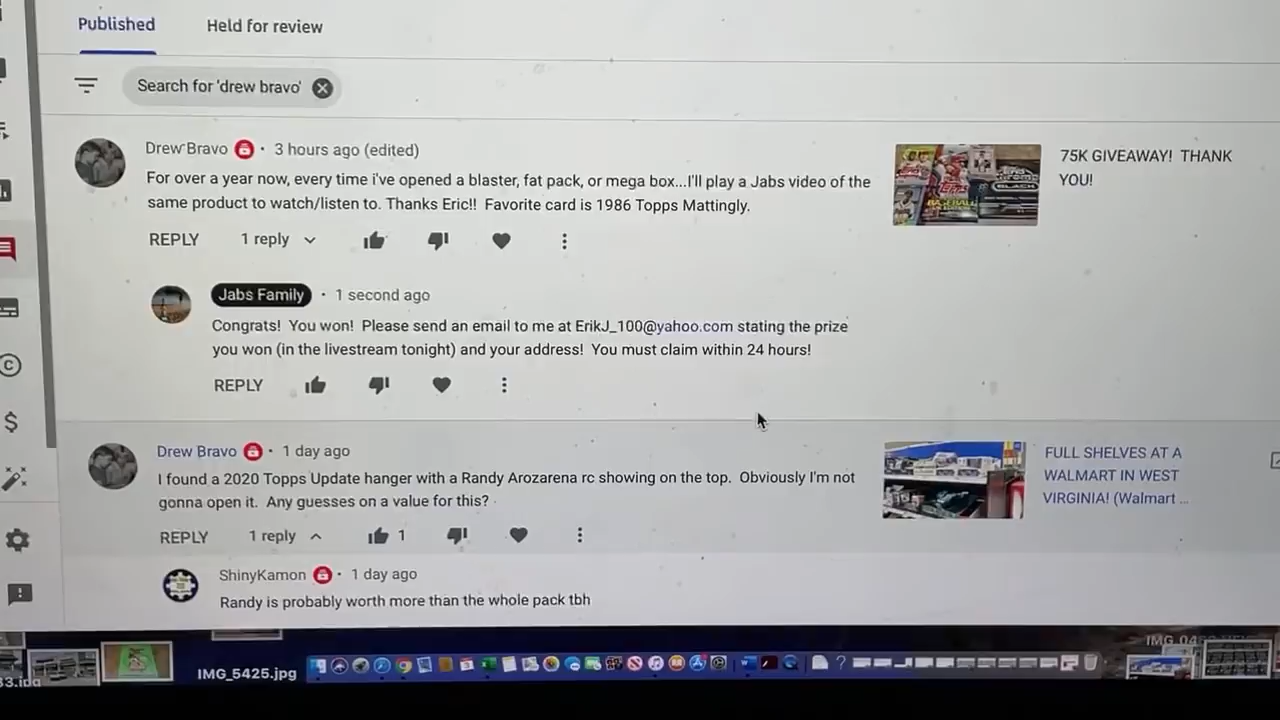 Published
Held for review
Search for 'drew bravo'
Drew Bravo · 3 hours ago (edited)
For over a year now, every time i've opened a blaster, fat pack, or mega box...I'll play a Jabs video of the
same product to watch/listen to. Thanks Eric!! Favorite card is 1986 Topps Mattingly.
75K GIVEAWAY! THANK
YOU!
REPLY 1 reply
Jabs Family · 1 second ago
Congrats! You won! Please send an email to me at ErikJ_100@yahoo.com stating the prize
you won (in the livestream tonight) and your address! You must claim within 24 hours!
REPLY
Drew Bravo · 1 day ago
I found a 2020 Topps Update hanger with a Randy Arozarena rc showing on the top. Obviously I'm not
gonna open it. Any guesses on a value for this?
FULL SHELVES AT A
WALMART IN WEST
VIRGINIA! (Walmart ...
REPLY 1 reply 1
ShinyKamon · 1 day ago
Randy is probably worth more than the whole pack tbh
IMG_5425.jpg